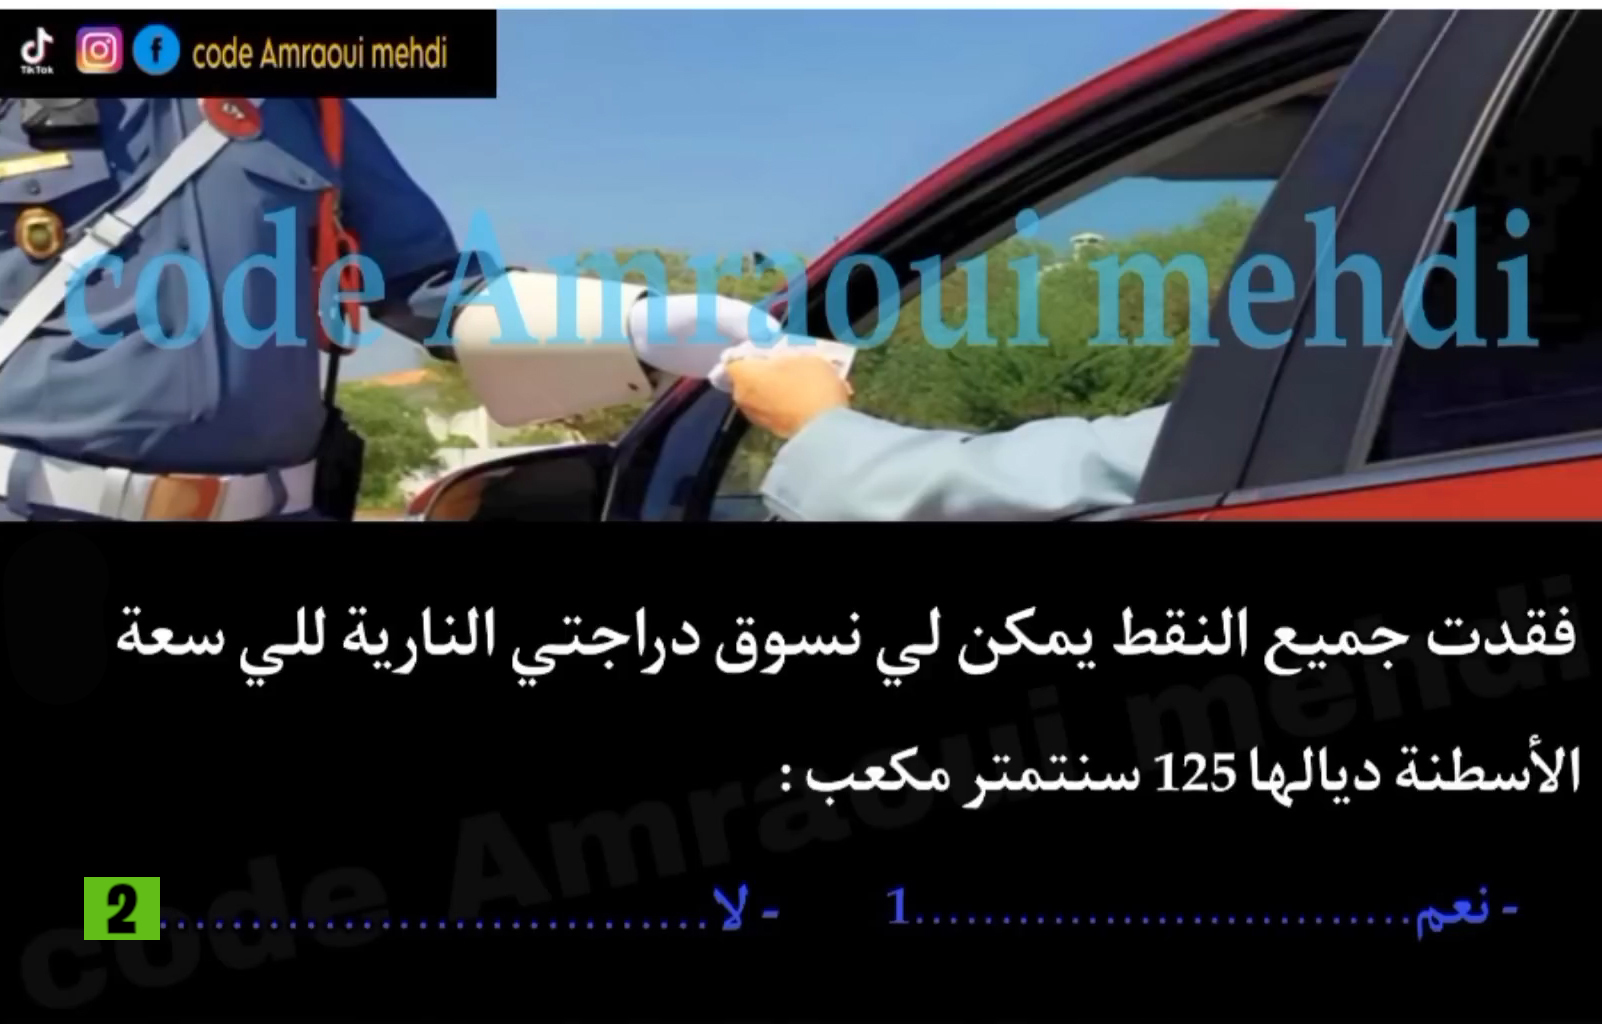 TikTok
code Amraoui mehdi
code Amraoui mehdi
فقدت جميع النقط يمكن لي نسوق دراجتي النارية للي سعة
الأسطنة ديالها 125 سنتمتر مكعب :
- نعم..............................1 - لا..............................2
code Amraoui mehdi